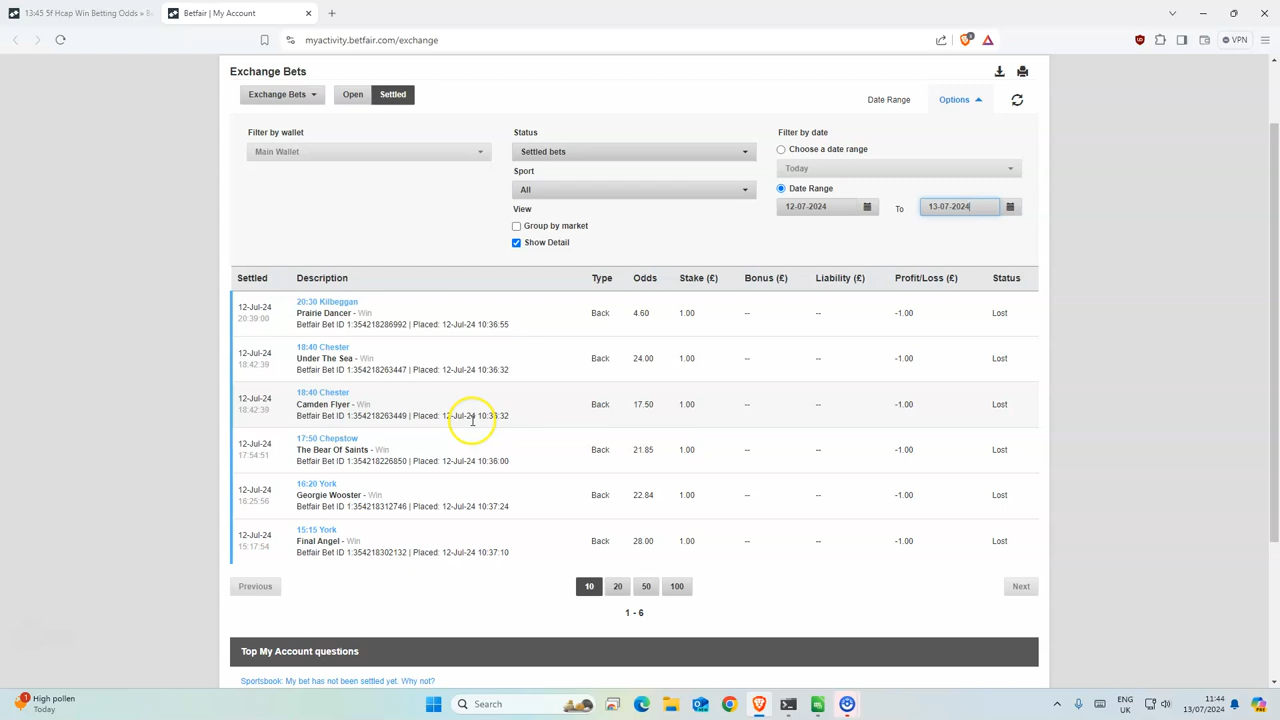 13:45 5f Hcap Win Betting Odds » B
Betfair | My Account
myactivity.betfair.com/exchange
VPN
Exchange Bets
Exchange Bets
Open
Settled
Date Range
Options
Filter by wallet
Main Wallet
Status
Settled bets
Sport
All
View
Group by market
Show Detail
Filter by date
Choose a date range
Today
Date Range
12-07-2024
To
13-07-2024
Settled Description Type Odds Stake (£) Bonus (£) Liability (£) Profit/Loss (£) Status
20:30 Kilbeggan
12-Jul-24 Prairie Dancer - Win Back 4.60 1.00 -- -- -1.00 Lost
20:39:00 Betfair Bet ID 1:354218286992 | Placed: 12-Jul-24 10:36:55
18:40 Chester
12-Jul-24 Under The Sea - Win Back 24.00 1.00 -- -- -1.00 Lost
18:42:39 Betfair Bet ID 1:354218263447 | Placed: 12-Jul-24 10:36:32
18:40 Chester
12-Jul-24 Camden Flyer - Win Back 17.50 1.00 -- -- -1.00 Lost
18:42:39 Betfair Bet ID 1:354218263449 | Placed: 12-Jul-24 10:36:32
17:50 Chepstow
12-Jul-24 The Bear Of Saints - Win Back 21.85 1.00 -- -- -1.00 Lost
17:54:51 Betfair Bet ID 1:354218226850 | Placed: 12-Jul-24 10:36:00
16:20 York
12-Jul-24 Georgie Wooster - Win Back 22.84 1.00 -- -- -1.00 Lost
16:25:56 Betfair Bet ID 1:354218312746 | Placed: 12-Jul-24 10:37:24
15:15 York
12-Jul-24 Final Angel - Win Back 28.00 1.00 -- -- -1.00 Lost
15:17:54 Betfair Bet ID 1:354218302132 | Placed: 12-Jul-24 10:37:10
Previous 10 20 50 100 Next
1 - 6
Top My Account questions
Sportsbook: My bet has not been settled yet. Why not?
1
High pollen
Today
Search
ENG
UK
11:44
13/07/2024